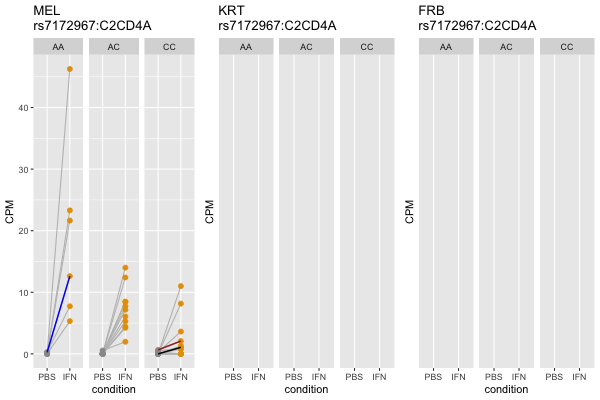 MEL
rs7172967:C2CD4A
AA AC CC
CPM
40
30
20
10
0
PBS IFN PBS IFN PBS IFN
condition
KRT
rs7172967:C2CD4A
AA AC CC
CPM
PBS IFN PBS IFN PBS IFN
condition
FRB
rs7172967:C2CD4A
AA AC CC
CPM
PBS IFN PBS IFN PBS IFN
condition